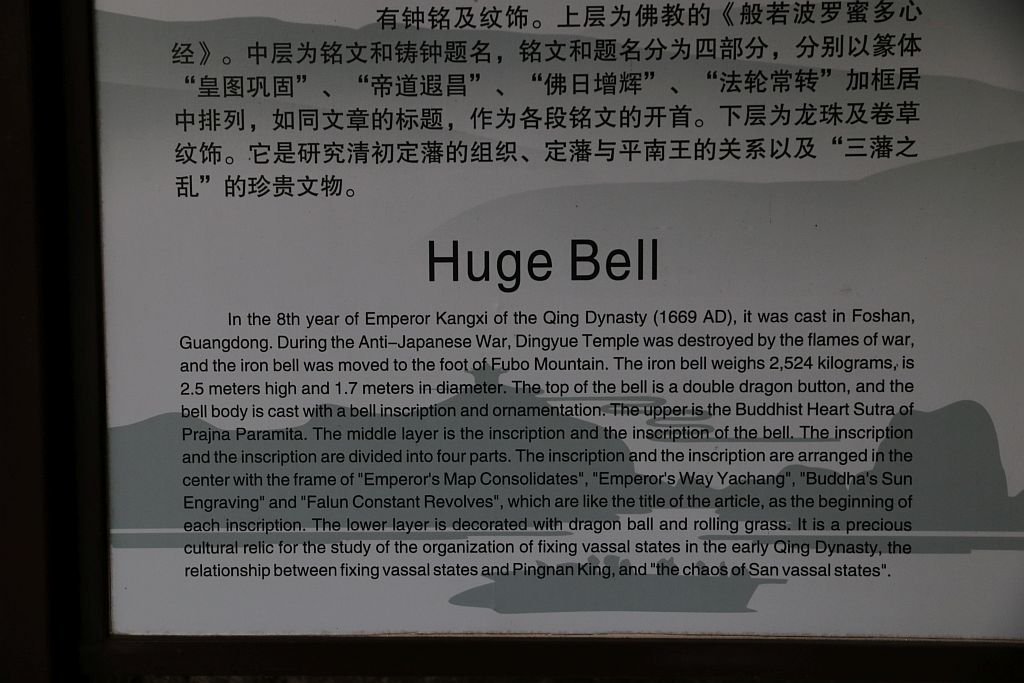 有钟铭及纹饰。上层为佛教的《般若波罗蜜多心
经》。中层为铭文和铸钟题名，铭文和题名分为四部分，分别以篆体
“皇图巩固”、“帝道遐昌”、“佛日增辉”、“法轮常转”加框居
中排列，如同文章的标题，作为各段铭文的开首。下层为龙珠及卷草
纹饰。它是研究清初定藩的组织、定藩与平南王的关系以及“三藩之
乱”的珍贵文物。
Huge Bell
In the 8th year of Emperor Kangxi of the Qing Dynasty (1669 AD), it was cast in Foshan,
Guangdong. During the Anti–Japanese War, Dingyue Temple was destroyed by the flames of war,
and the iron bell was moved to the foot of Fubo Mountain. The iron bell weighs 2,524 kilograms, is
2.5 meters high and 1.7 meters in diameter. The top of the bell is a double dragon button, and the
bell body is cast with a bell inscription and ornamentation. The upper is the Buddhist Heart Sutra of
Prajna Paramita. The middle layer is the inscription and the inscription of the bell. The inscription
and the inscription are divided into four parts. The inscription and the inscription are arranged in the
center with the frame of "Emperor's Map Consolidates", "Emperor's Way Yachang", "Buddha's Sun
Engraving" and "Falun Constant Revolves", which are like the title of the article, as the beginning of
each inscription. The lower layer is decorated with dragon ball and rolling grass. It is a precious
cultural relic for the study of the organization of fixing vassal states in the early Qing Dynasty, the
relationship between fixing vassal states and Pingnan King, and "the chaos of San vassal states".